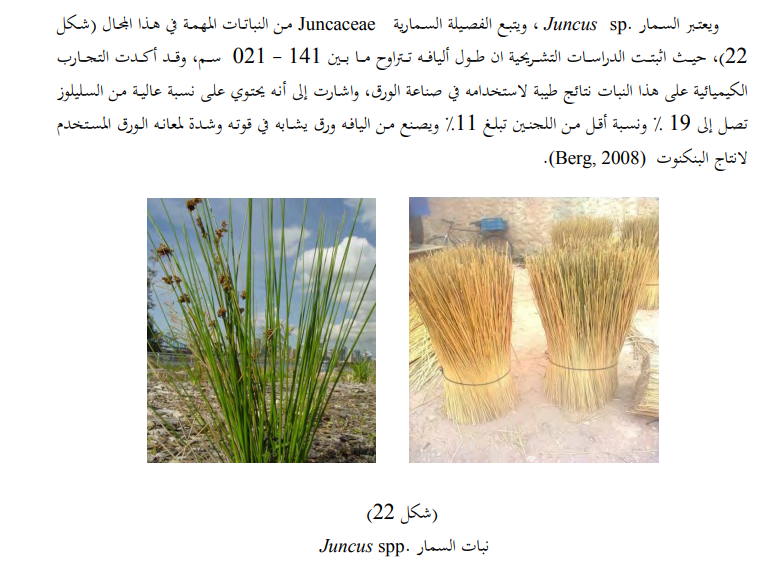 ويعتبر السمار .Juncus sp ، ويتبع الفصيلة السمارية Juncaceae من النباتات المهمة في هذا المجال (شكل
22)، حيث اثبتت الدراسات التشريحية ان طول أليافه تتراوح ما بين 141 – 021 سم، وقد أكدت التجارب
الكيميائية على هذا النبات نتائج طيبة لاستخدامه في صناعة الورق، واشارت إلى أنه يحتوي على نسبة عالية من السليلوز
تصل إلى 19 ٪ ونسبة أقل من اللجنين تبلغ 11٪ ويصنع من اليافه ورق يشابه في قوته وشدة لمعانه الورق المستخدم
لانتاج البنكنوت (Berg, 2008).
(شكل 22)
نبات السمار .Juncus spp